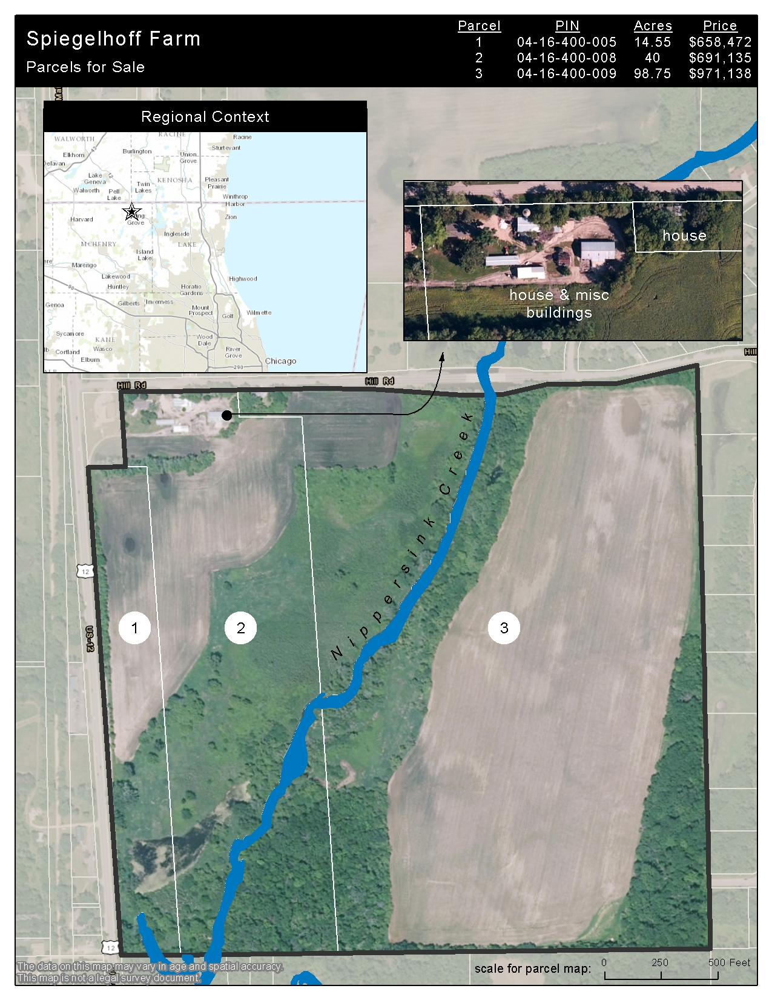 Spiegelhoff Farm
Parcels for Sale
Parcel PIN Acres Price
1 04-16-400-005 14.55 $658,472
2 04-16-400-008 40 $691,135
3 04-16-400-009 98.75 $971,138
Regional Context
WALWORTH
RACINE
Racine
Sturtevant
43
Elkhorn
Burlington
Union
Grove
Delavan
Lake
Geneva
12
Twin
Lakes
KENOSHA
Pleasant
Prairie
Walworth
Pell
Lake
Winthrop
Harbor
Zion
Harvard
Grove
Ingleside
MCHENRY
LAKE
Island
Lake
Marengo
Lakewood
Huntley
Highwood
90
Horatio
Gardens
Genoa
Gilberts
Inverness
Mount
Prospect
Golf
Wilmette
Sycamore
KANE
Wasco
Wood
Dale
Cortland
Elburn
River
Grove
290
Chicago
house
house & misc
buildings
Hill
Hill Rd
Hill Rd
Nippersink Creek
12
1
2
3
US-12
12
The data on this map may vary in age and spatial accuracy.
This map is not a legal survey document.
scale for parcel map:
0 250 500 Feet